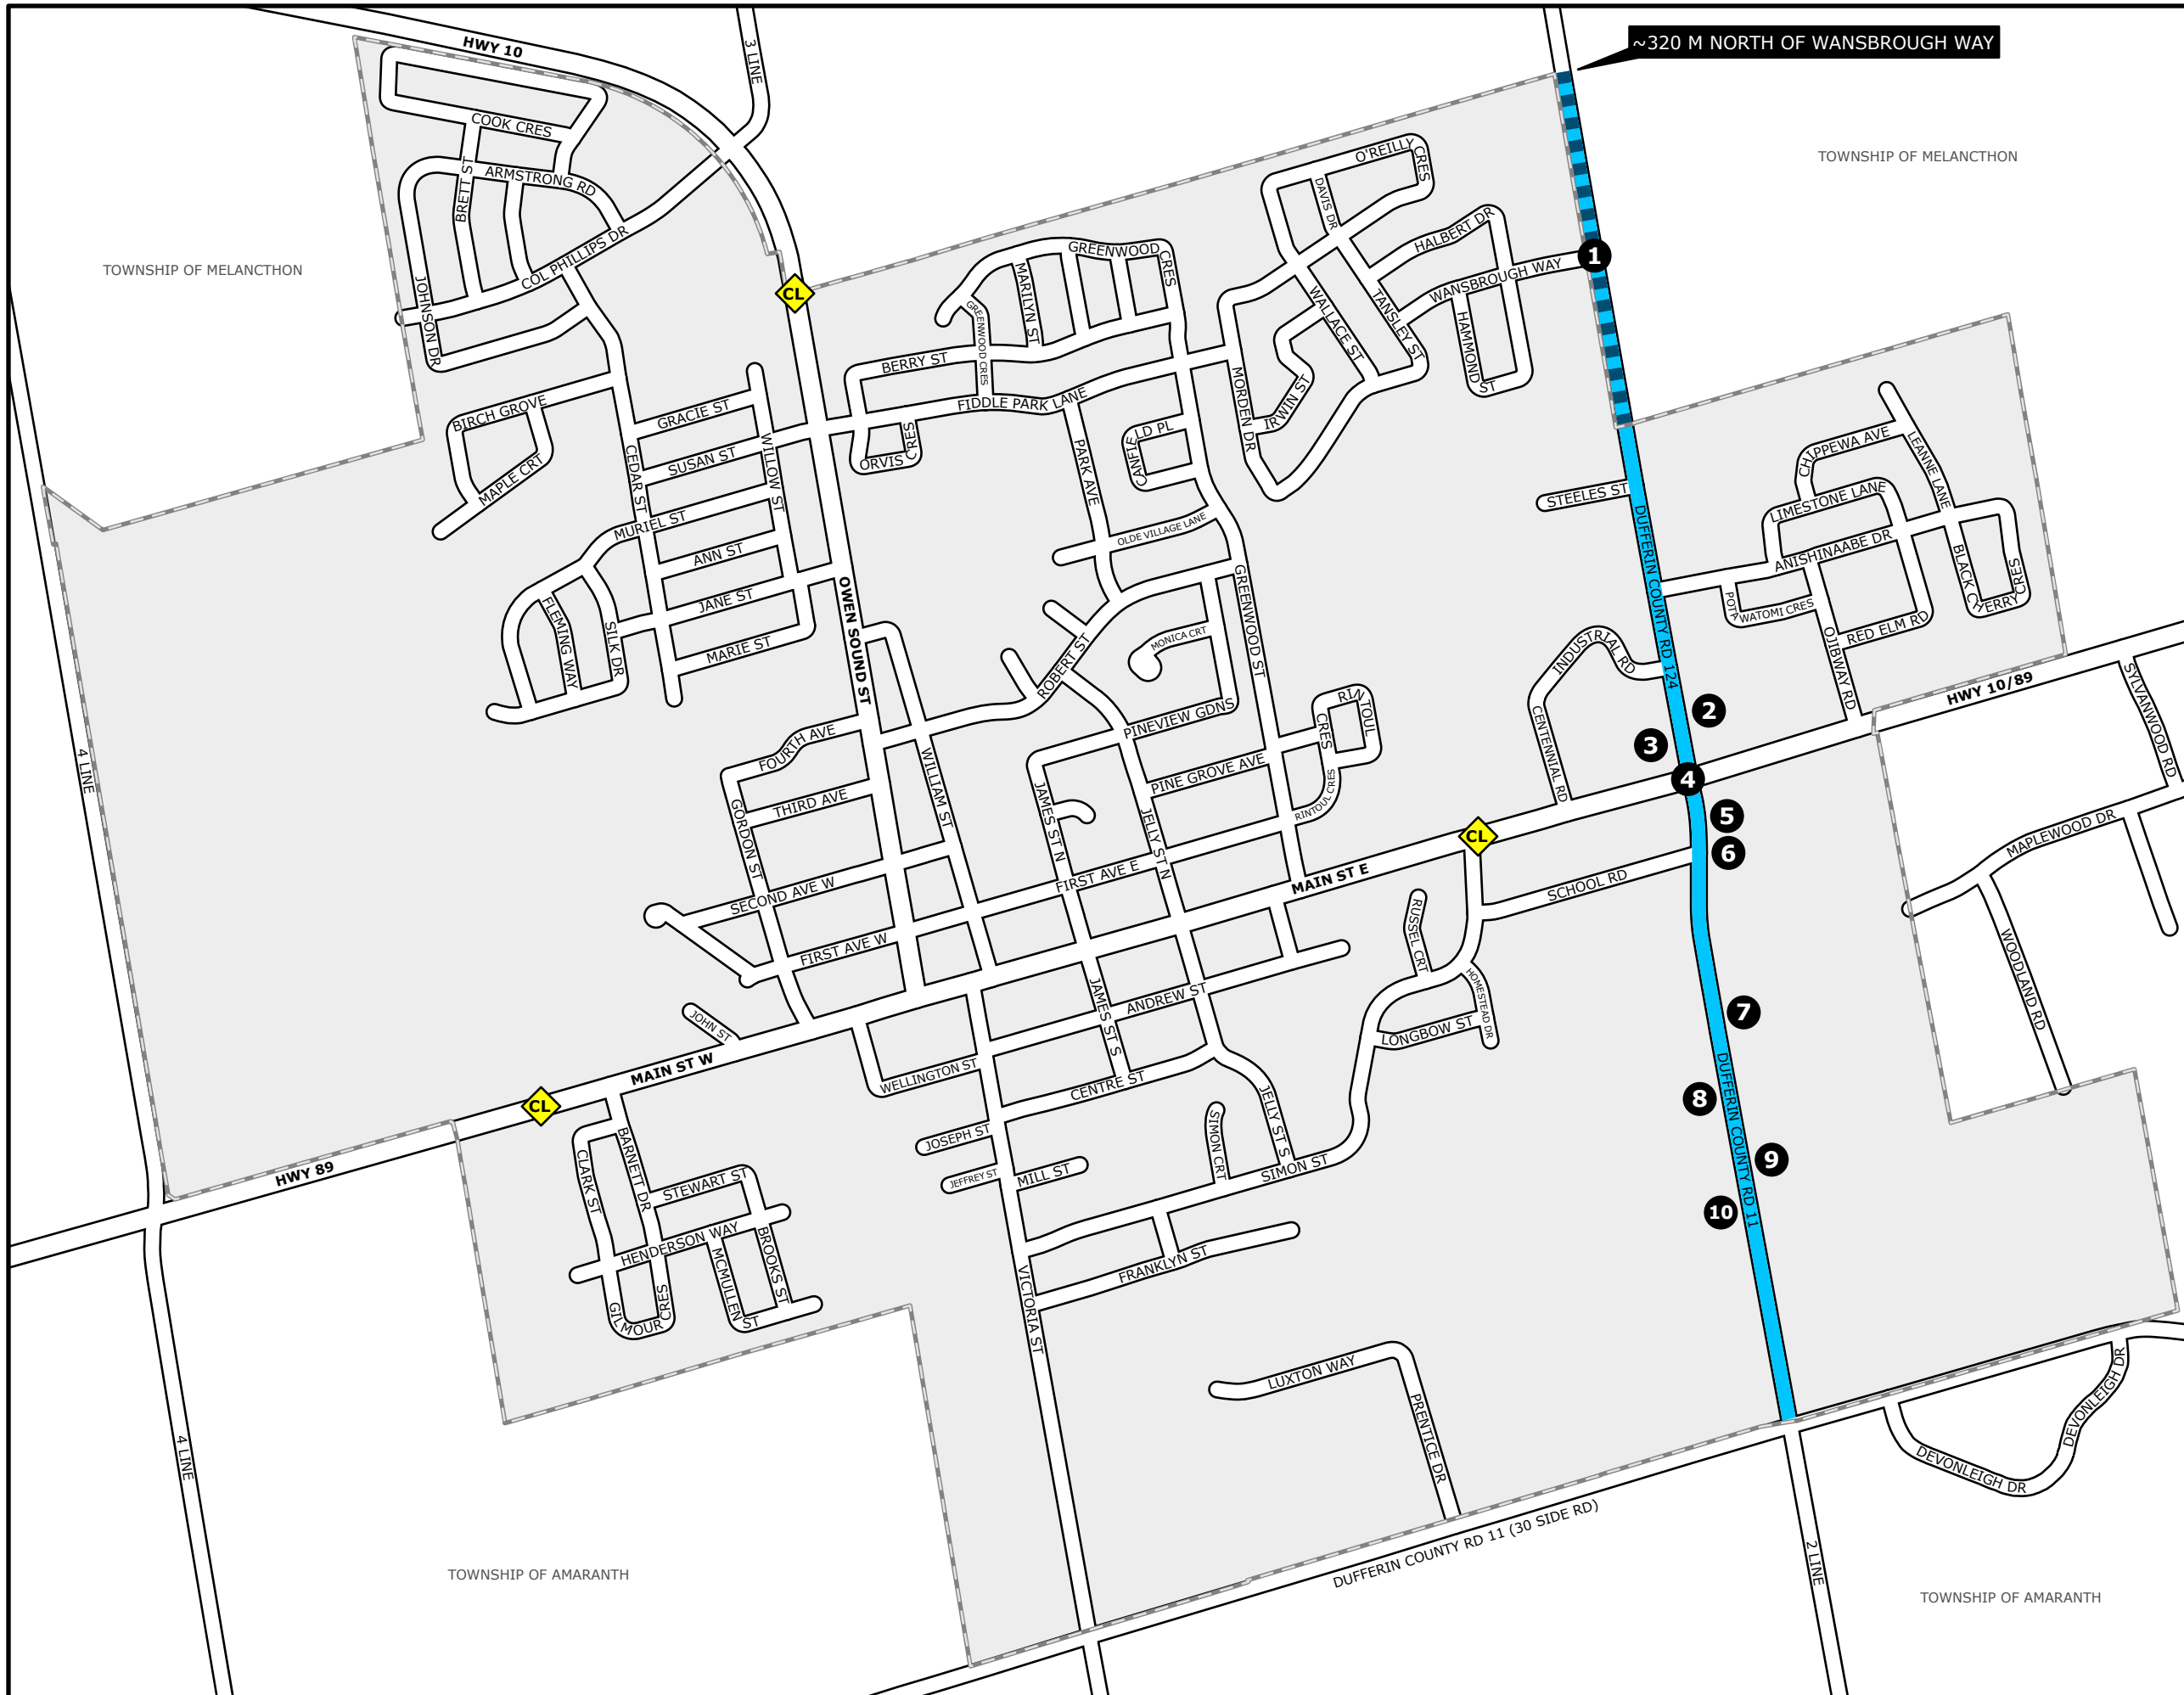 HWY 10
3 LINE
~320 M NORTH OF WANSBROUGH WAY
TOWNSHIP OF MELANCTHON
TOWNSHIP OF MELANCTHON
COOK CRES
BRETT ST
ARMSTRONG RD
COL PHILLIPS DR
JOHNSON DR
CL
O'REILLY CRES
DAVIS DR
HALBERT DR
WANSBROUGH WAY
1
GREENWOOD CRES
MARILYN ST
GREENWOOD CRES
WALLACE ST
TANSLEY ST
HAMMOND ST
BERRY ST
MORDEN DR
IRWIN ST
FIDDLE PARK LANE
BIRCH GROVE
MAPLE CRT
GRACIE ST
CEDAR ST
SUSAN ST
WILLOW ST
ORVIS CRES
PARK AVE
CANFIELD PL
MURIEL ST
ANN ST
JANE ST
MARIE ST
FLEMING WAY
SILK DR
OWEN SOUND ST
OLDE VILLAGE LANE
GREENWOOD ST
STEELES ST
DUFFERIN COUNTY RD 124
CHIPPEWA AVE
LEANNE LANE
LIMESTONE LANE
ANISHINAABE DR
BLACK CHERRY CRES
POTAWATOMI CRES
RED ELM RD
OJIBWAY RD
INDUSTRIAL RD
CENTENNIAL RD
MONICA CRT
ROBERT ST
PINEVIEW GDNS
RINTOUL CRES
RINTOUL CRES
PINE GROVE AVE
2
3
4
5
6
HWY 10/89
SYLVANWOOD RD
MAPLEWOOD DR
WOODLAND RD
4 LINE
FOURTH AVE
THIRD AVE
GORDON ST
WILLIAM ST
JAMES ST N
JELLY ST N
SECOND AVE W
FIRST AVE W
FIRST AVE E
MAIN ST E
CL
SCHOOL RD
RUSSEL CRT
HOMESTEAD DR
LONGBOW ST
JOHN ST
MAIN ST W
CL
HWY 89
ANDREW ST
JAMES ST S
WELLINGTON ST
CENTRE ST
JELLY ST S
JOSEPH ST
JEFFREY ST
MILL ST
SIMON CRT
SIMON ST
FRANKLYN ST
VICTORIA ST
7
8
9
10
DUFFERIN COUNTY RD 11
BARNETT DR
CLARK ST
STEWART ST
HENDERSON WAY
MCMULLEN ST
BROOKS ST
GILMOUR CRES
LUXTON WAY
PRENTICE DR
DEVONLEIGH DR
DEVONLEIGH DR
4 LINE
DUFFERIN COUNTY RD 11 (30 SIDE RD)
2 LINE
TOWNSHIP OF AMARANTH
TOWNSHIP OF AMARANTH